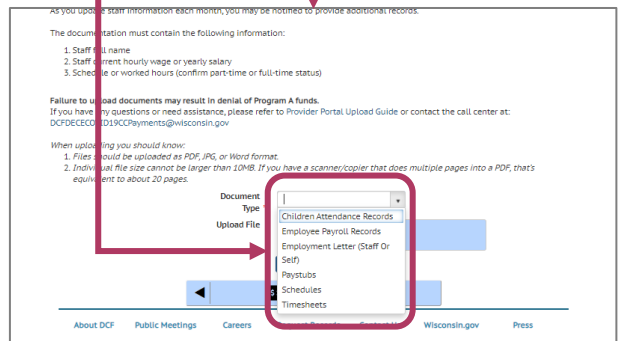 As you update staff information each month, you may be notified to provide additional records.
The documentation must contain the following information:
1. Staff full name
2. Staff current hourly wage or yearly salary
3. Schedule or worked hours (confirm part-time or full-time status)
Failure to upload documents may result in denial of Program A funds.
If you have any questions or need assistance, please refer to Provider Portal Upload Guide or contact the call center at:
DCFDECECOVID19CCPayments@wisconsin.gov
When uploading you should know:
1. Files should be uploaded as PDF, JPG, or Word format.
2. Individual file size cannot be larger than 10MB. If you have a scanner/copier that does multiple pages into a PDF, that's
equivalent to about 20 pages.
Document
Type *
Upload File
Children Attendance Records
Employee Payroll Records
Employment Letter (Staff Or
Self)
Paystubs
Schedules
Timesheets
About DCF Public Meetings Careers Wisconsin.gov Press